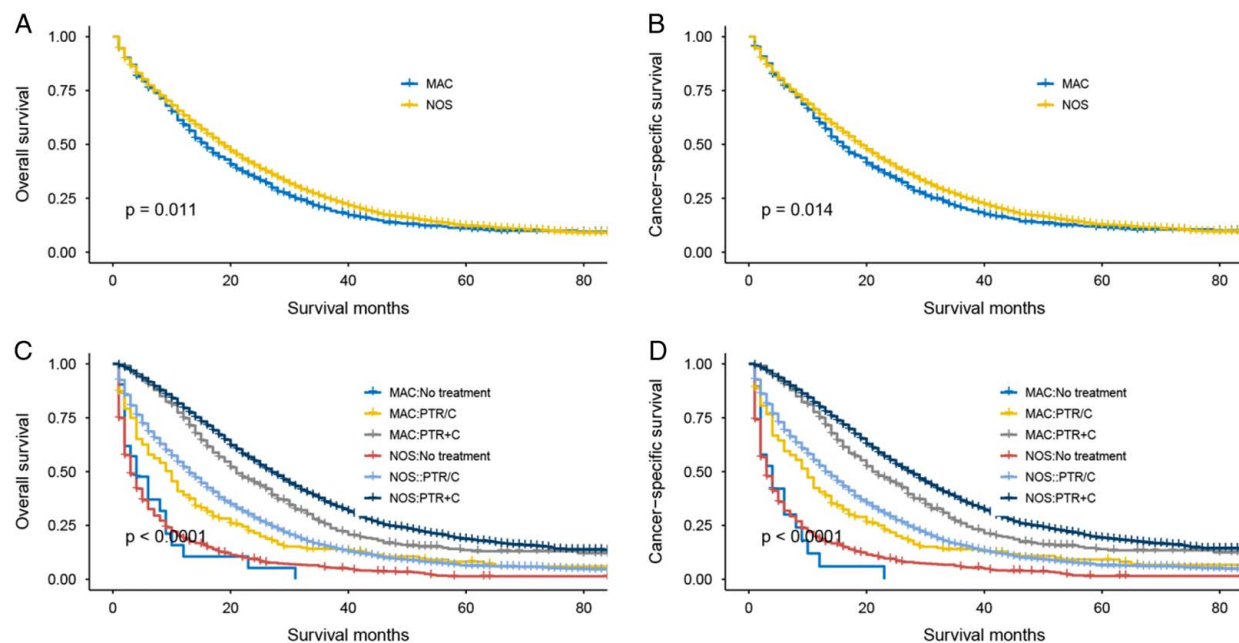 A
Overall survival
1.00
0.75
0.50
0.25
0.00
MAC
NOS
p = 0.011
0 20 40 60 80
Survival months
B
Cancer−specific survival
1.00
0.75
0.50
0.25
0.00
MAC
NOS
p = 0.014
0 20 40 60 80
Survival months
C
Overall survival
1.00
0.75
0.50
0.25
0.00
MAC:No treatment
MAC:PTR/C
MAC:PTR+C
NOS:No treatment
NOS::PTR/C
NOS:PTR+C
p < 0.0001
0 20 40 60 80
Survival months
D
Cancer−specific survival
1.00
0.75
0.50
0.25
0.00
MAC:No treatment
MAC:PTR/C
MAC:PTR+C
NOS:No treatment
NOS::PTR/C
NOS:PTR+C
p < 0.0001
0 20 40 60 80
Survival months